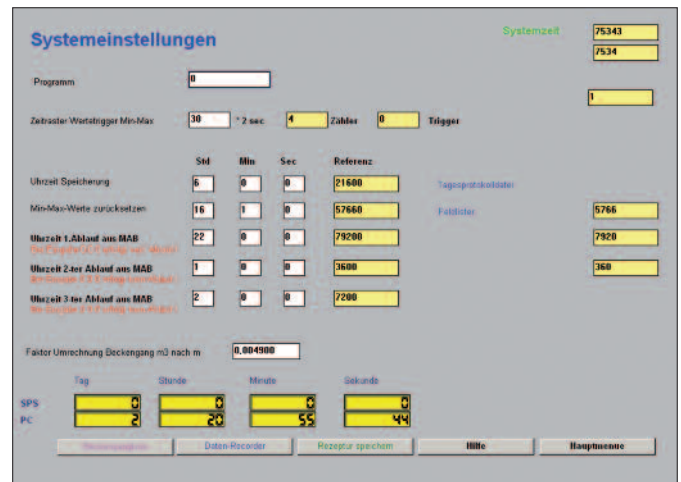 Systemeinstellungen
Systemzeit 75343
7534
Programm 0
1
Zeitraster Wertetrigger Min-Max 30 * 2 sec 4 Zähler 0 Trigger
Std Min Sec Referenz
Uhrzeit Speicherung 6 0 0 21600 Tagesprotokolldatei
Min-Max-Werte zurücksetzen 16 1 0 57660 5766
Uhrzeit 1.Ablauf aus MAB 22 0 0 79200 7920
Uhrzeit 2-ter Ablauf aus MAB 1 0 0 3600 360
Uhrzeit 3-ter Ablauf aus MAB 2 0 0 7200
Faktor Umrechnung Deckengang m3 nach m 0,004900
Tag Stunde Minute Sekunde
SPS 0 0 0 0
PC 2 20 55 44
Daten-Recorder Rezeptur speichern Hilfe Hauptmenue